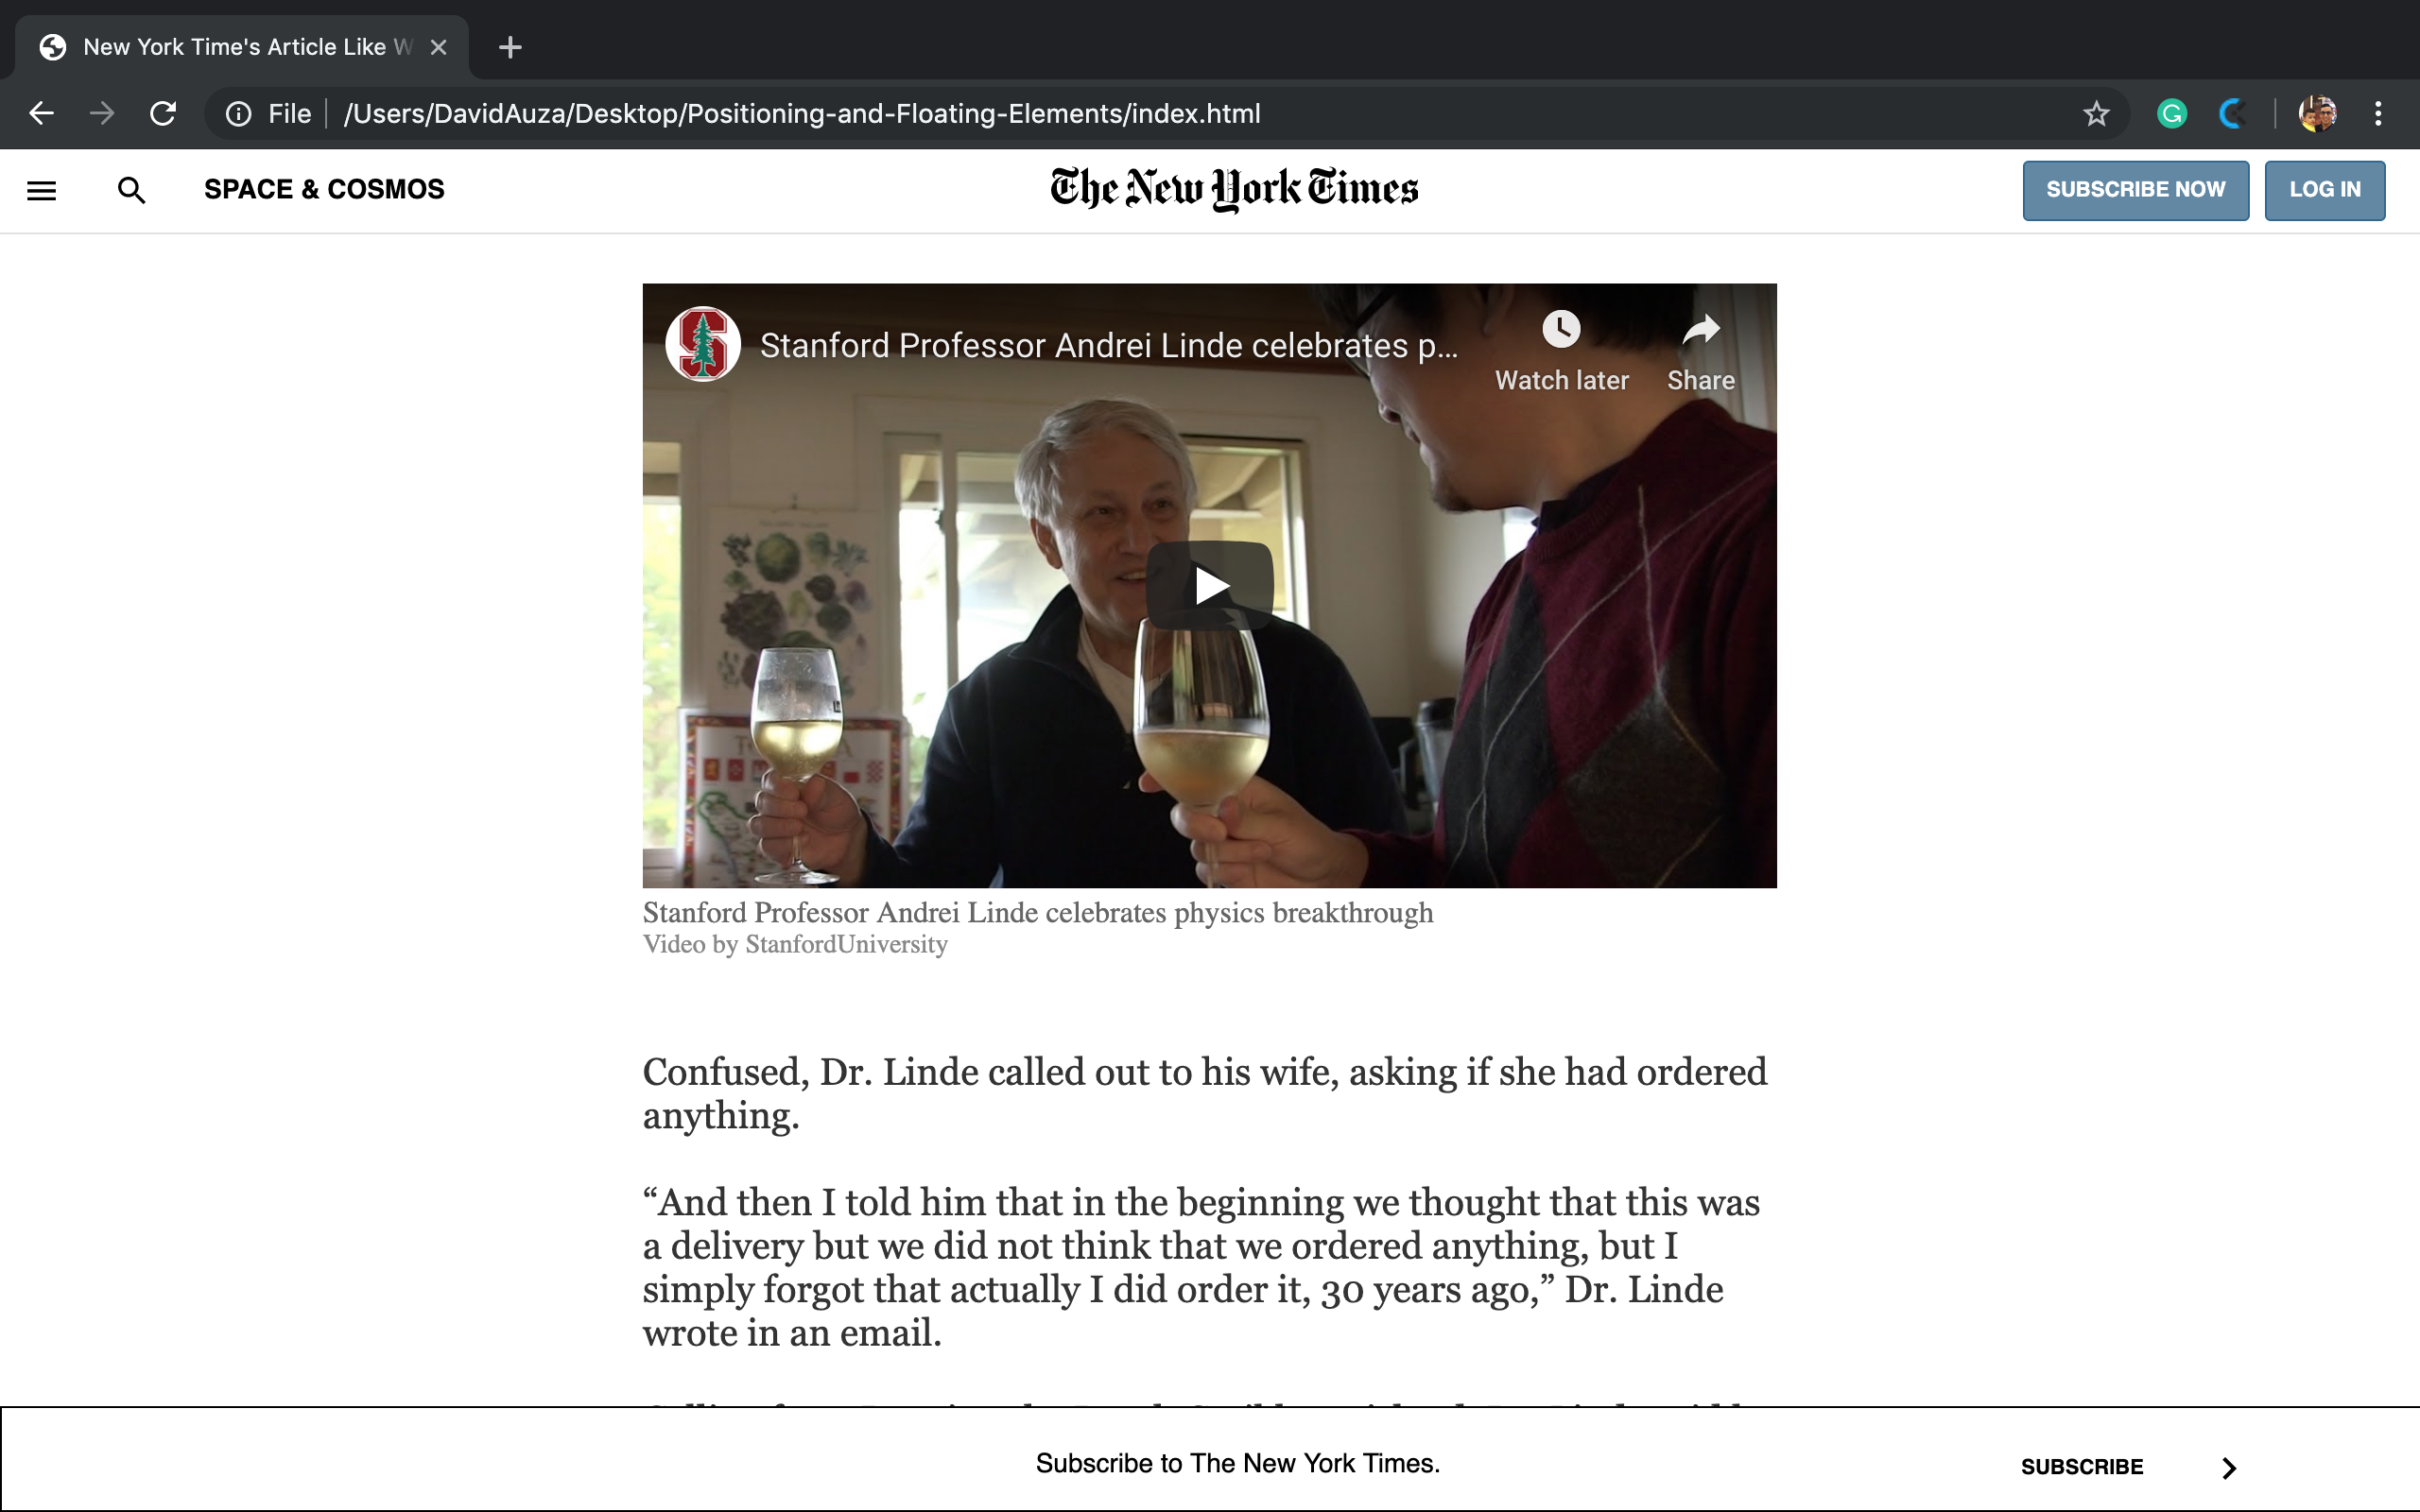 New York Time's Article Like W
File
/Users/DavidAuza/Desktop/Positioning-and-Floating-Elements/index.html
SPACE & COSMOS
The New York Times
SUBSCRIBE NOW
LOG IN
Stanford Professor Andrei Linde celebrates p...
Watch later
Share
Stanford Professor Andrei Linde celebrates physics breakthrough
Video by StanfordUniversity
Confused, Dr. Linde called out to his wife, asking if she had ordered
anything.
“And then I told him that in the beginning we thought that this was
a delivery but we did not think that we ordered anything, but I
simply forgot that actually I did order it, 30 years ago,” Dr. Linde
wrote in an email.
Subscribe to The New York Times.
SUBSCRIBE